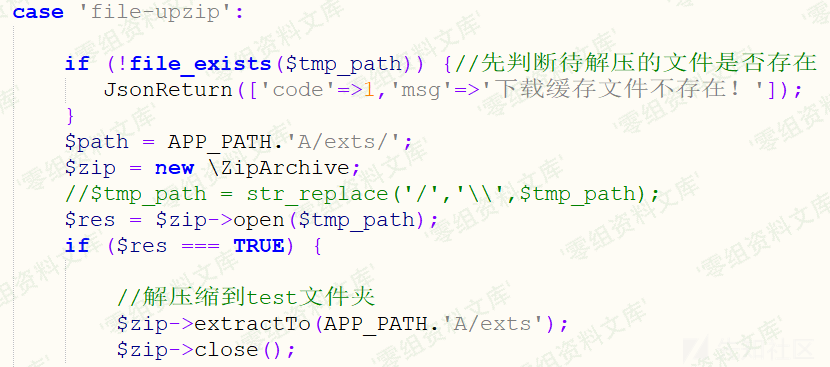 case 'file-upzip':
if (!file_exists($tmp_path)) {//先判断待解压的文件是否存在
JsonReturn(['code'=>1,'msg'=>'下载缓存文件不存在！']);
}
$path = APP_PATH.'A/exts/';
$zip = new \ZipArchive;
//$tmp_path = str_replace('/','\\',$tmp_path);
$res = $zip->open($tmp_path);
if ($res === TRUE) {
//解压缩到test文件夹
$zip->extractTo(APP_PATH.'A/exts');
$zip->close();
'零组资料文库'